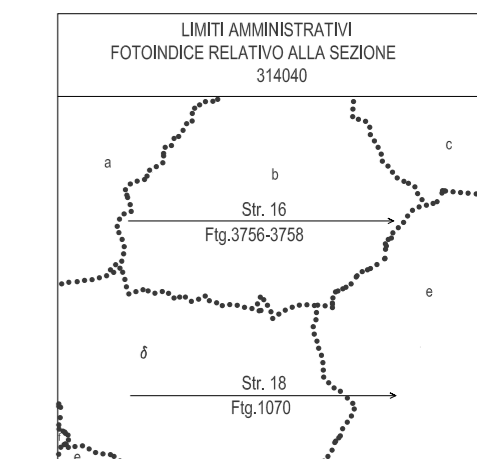 LIMITI AMMINISTRATIVI
FOTOINDICE RELATIVO ALLA SEZIONE
314040
a
b
c
Str. 16
Ftg.3756-3758
e
δ
Str. 18
Ftg.1070
e